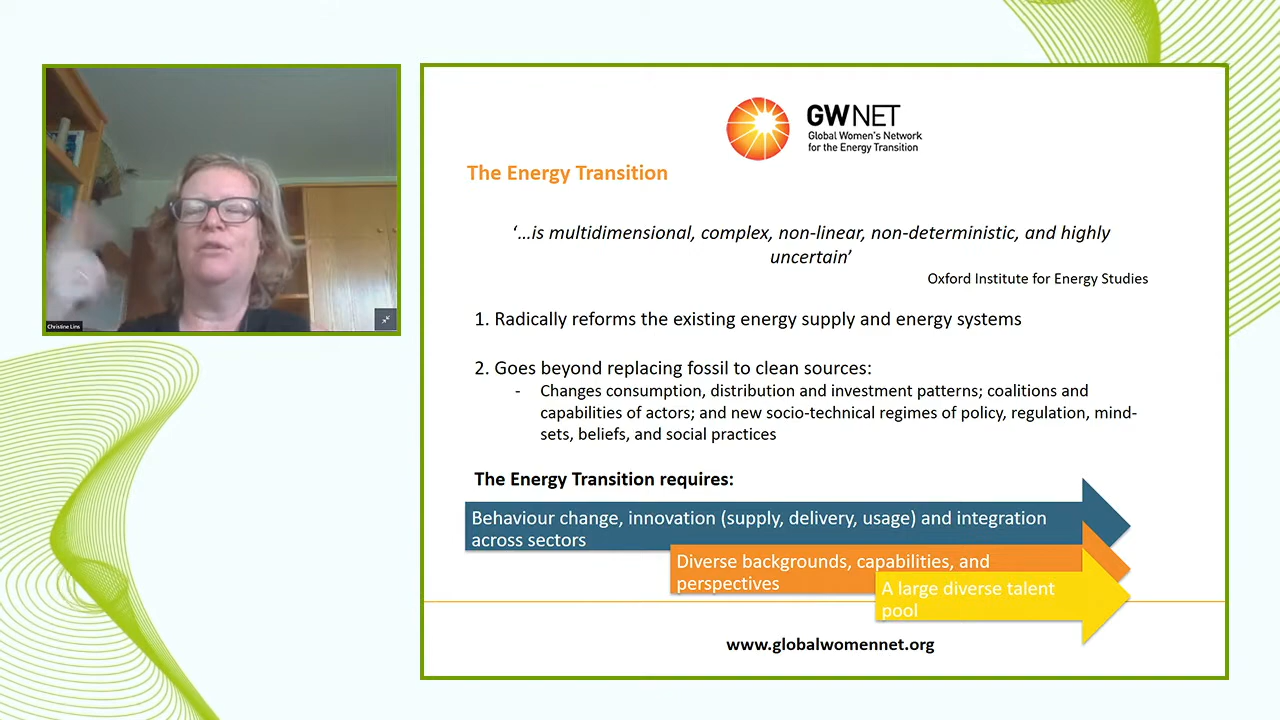 GWNET
Global Women's Network
for the Energy Transition
The Energy Transition
‘…is multidimensional, complex, non-linear, non-deterministic, and highly
uncertain’
Oxford Institute for Energy Studies
1. Radically reforms the existing energy supply and energy systems
2. Goes beyond replacing fossil to clean sources:
- Changes consumption, distribution and investment patterns; coalitions and
capabilities of actors; and new socio-technical regimes of policy, regulation, mind-
sets, beliefs, and social practices
The Energy Transition requires:
Behaviour change, innovation (supply, delivery, usage) and integration
across sectors
Diverse backgrounds, capabilities, and
perspectives
A large diverse talent
pool
www.globalwomennet.org
Christine Lins